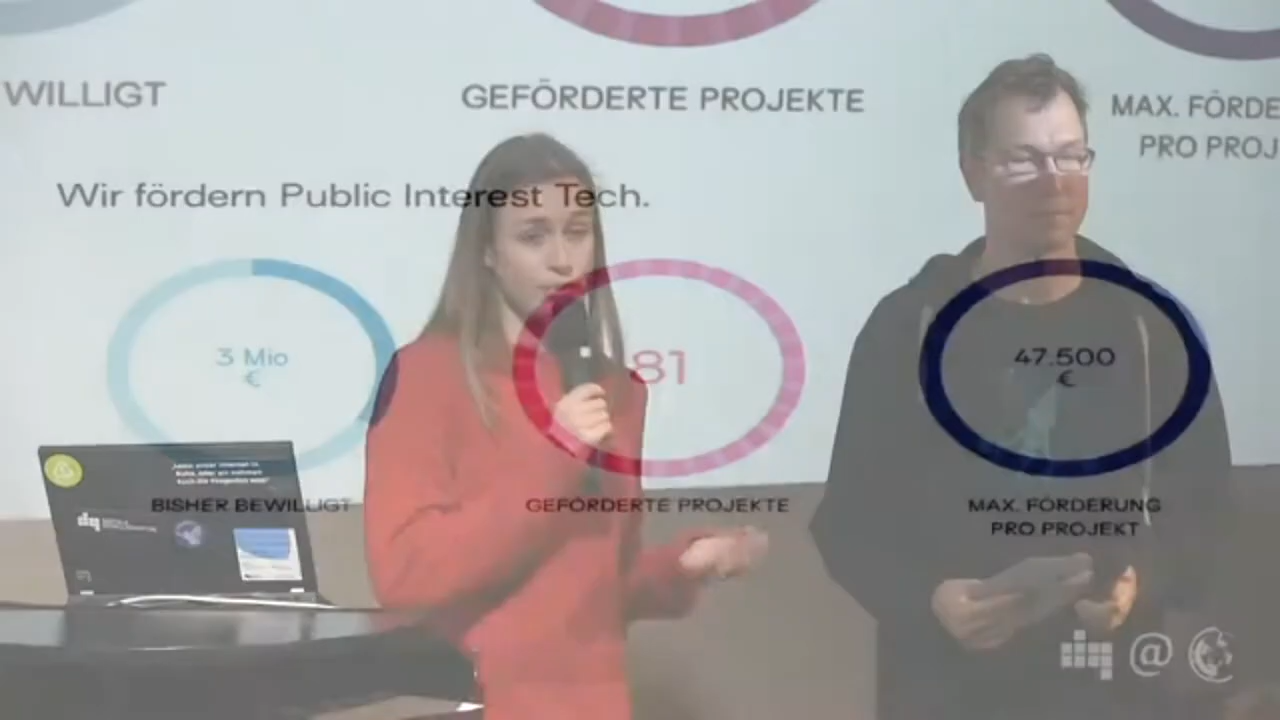 WILLIGT
GEFÖRDERTE PROJEKTE
MAX. FÖRDE
PRO PROJ
Wir fördern Public Interest Tech.
3 Mio
€
81
47.500
€
BISHER BEWILLIGT
GEFÖRDERTE PROJEKTE
MAX. FÖRDERUNG
PRO PROJEKT
dq
@